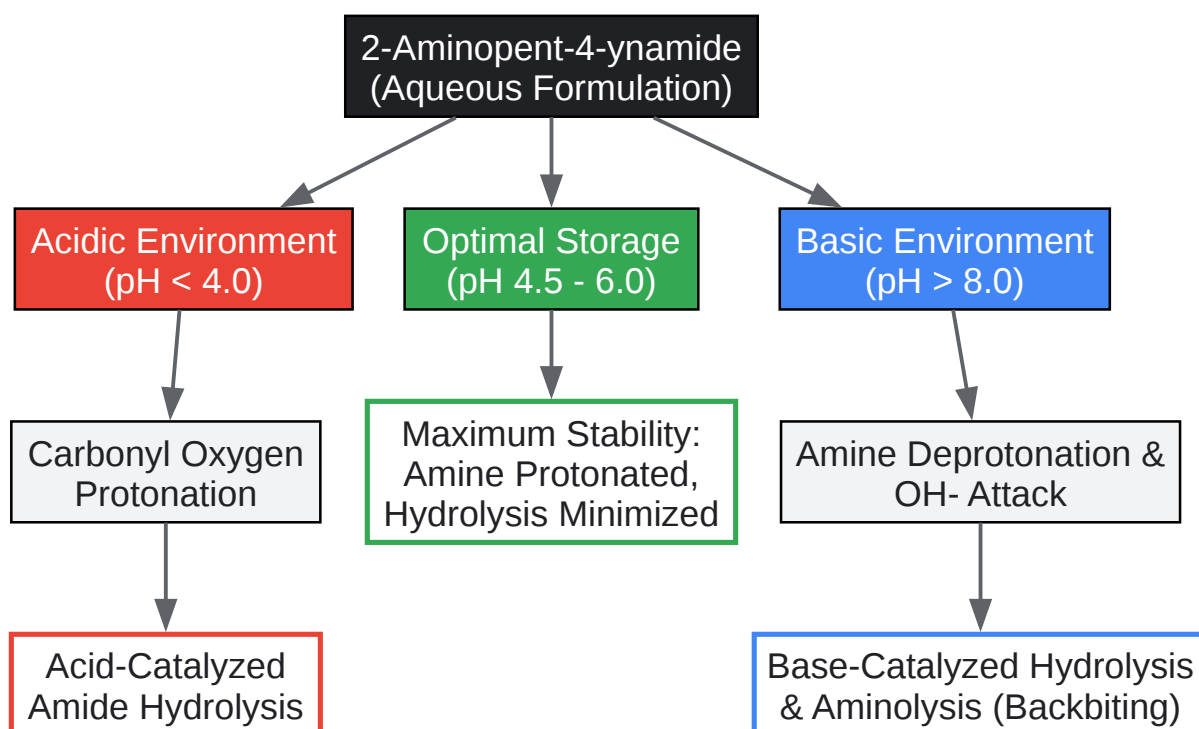 2-Aminopent-4-ynamide
(Aqueous Formulation)
Acidic Environment
(pH < 4.0)
Optimal Storage
(pH 4.5 - 6.0)
Basic Environment
(pH > 8.0)
Carbonyl Oxygen
Protonation
Maximum Stability:
Amine Protonated,
Hydrolysis Minimized
Amine Deprotonation &
OH- Attack
Acid-Catalyzed
Amide Hydrolysis
Base-Catalyzed Hydrolysis
& Aminolysis (Backbiting)